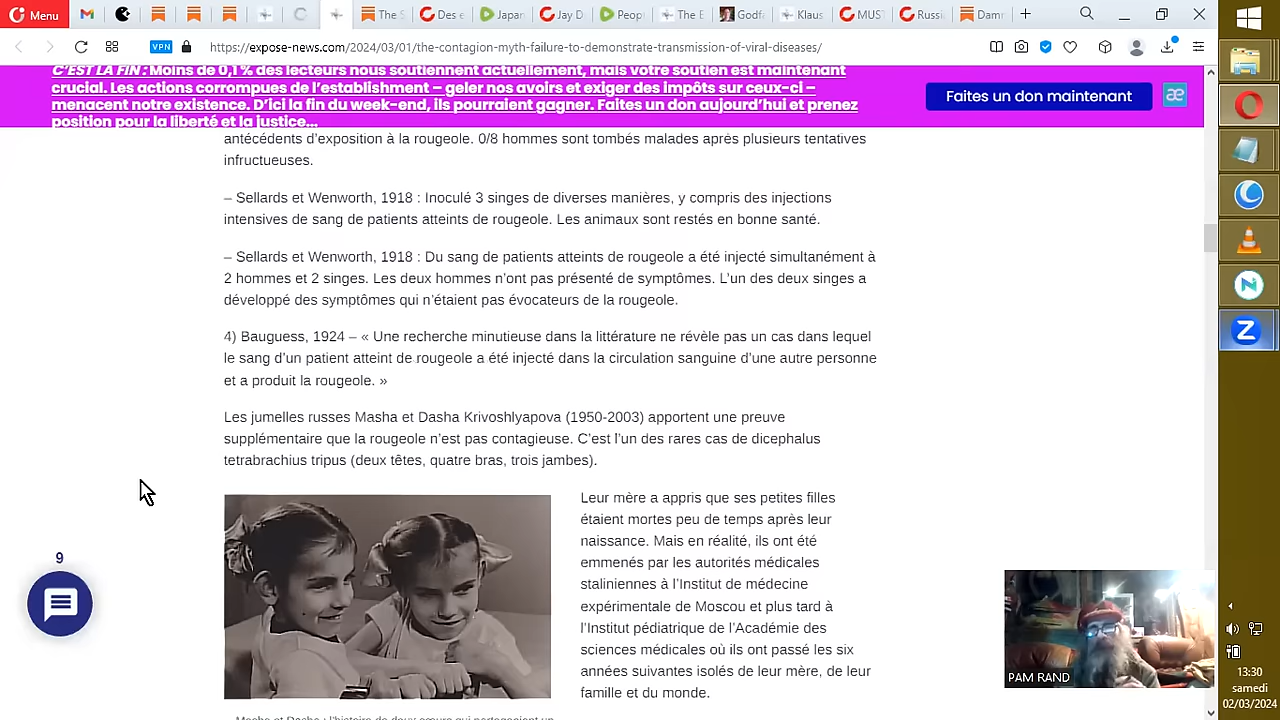 Menu
The S
Des e
Japan
Jay D
Peop
The E
Godf
Klaus
MUS
Russi
Damr
VPN
https://expose-news.com/2024/03/01/the-contagion-myth-failure-to-demonstrate-transmission-of-viral-diseases/
C'EST LA FIN : Moins de 0,1 % des lecteurs nous soutiennent actuellement, mais votre soutien est maintenant
crucial. Les actions corrompues de l'establishment – geler nos avoirs et exiger des impôts sur ceux-ci –
menacent notre existence. D'ici la fin du week-end, ils pourraient gagner. Faites un don aujourd'hui et prenez
position pour la liberté et la justice...
Faites un don maintenant
æ
antécédents d'exposition à la rougeole. 0/8 hommes sont tombés malades après plusieurs tentatives
infructueuses.
– Sellards et Wenworth, 1918 : Inoculé 3 singes de diverses manières, y compris des injections
intensives de sang de patients atteints de rougeole. Les animaux sont restés en bonne santé.
– Sellards et Wenworth, 1918 : Du sang de patients atteints de rougeole a été injecté simultanément à
2 hommes et 2 singes. Les deux hommes n'ont pas présenté de symptômes. L'un des deux singes a
développé des symptômes qui n'étaient pas évocateurs de la rougeole.
4) Bauguess, 1924 – « Une recherche minutieuse dans la littérature ne révèle pas un cas dans lequel
le sang d'un patient atteint de rougeole a été injecté dans la circulation sanguine d'une autre personne
et a produit la rougeole. »
Les jumelles russes Masha et Dasha Krivoshlyapova (1950-2003) apportent une preuve
supplémentaire que la rougeole n'est pas contagieuse. C'est l'un des rares cas de dicephalus
tetrabrachius tripus (deux têtes, quatre bras, trois jambes).
Leur mère a appris que ses petites filles
étaient mortes peu de temps après leur
naissance. Mais en réalité, ils ont été
emmenés par les autorités médicales
staliniennes à l'Institut de médecine
expérimentale de Moscou et plus tard à
l'Institut pédiatrique de l'Académie des
sciences médicales où ils ont passé les six
années suivantes isolés de leur mère, de leur
famille et du monde.
9
PAM RAND
13:30
samedi
02/03/2024